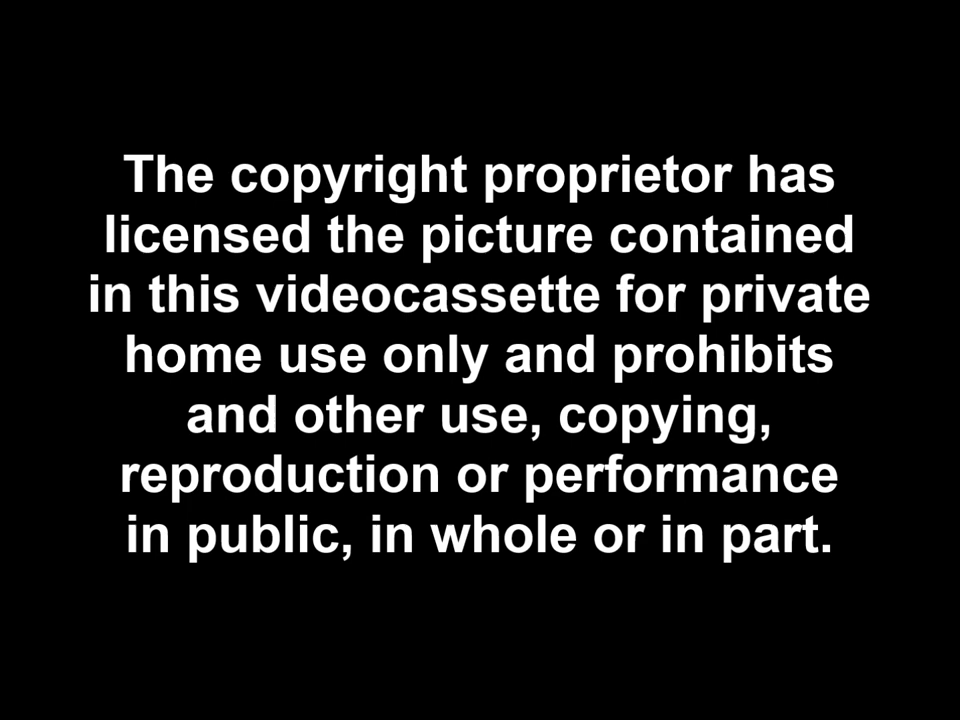 The copyright proprietor has
licensed the picture contained
in this videocassette for private
home use only and prohibits
and other use, copying,
reproduction or performance
in public, in whole or in part.